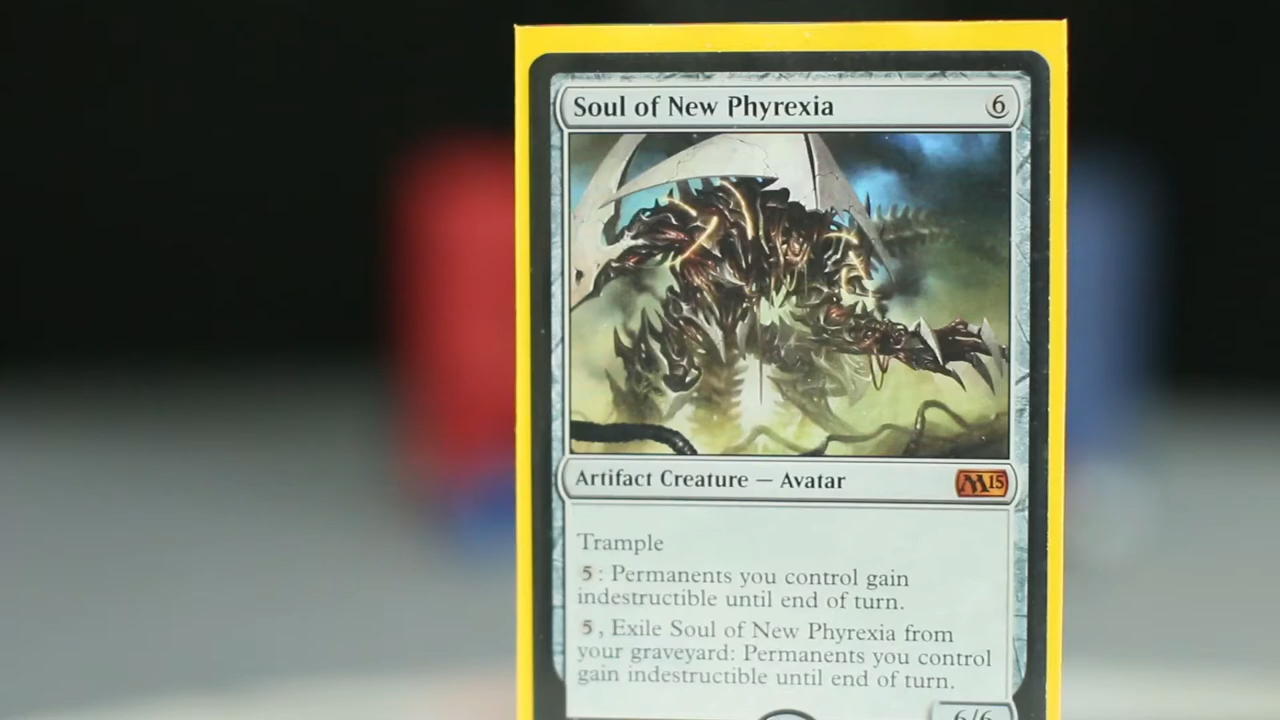 Soul of New Phyrexia 6
Artifact Creature — Avatar M15
Trample
5: Permanents you control gain
indestructible until end of turn.
5, Exile Soul of New Phyrexia from
your graveyard: Permanents you control
gain indestructible until end of turn.
6/6